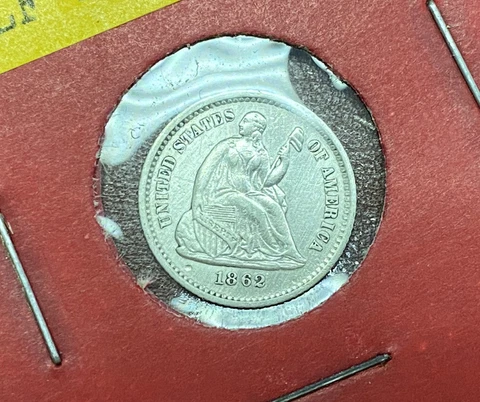 UNITED STATES OF AMERICA
1862